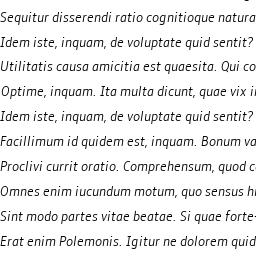 Sequitur disserendi ratio cognitioque natura
Idem iste, inquam, de voluptate quid sentit?
Utilitatis causa amicitia est quaesita. Qui co
Optime, inquam. Ita multa dicunt, quae vix i
Idem iste, inquam, de voluptate quid sentit?
Facillimum id quidem est, inquam. Bonum va
Proclivi currit oratio. Comprehensum, quod c
Omnes enim iucundum motum, quo sensus hi
Sint modo partes vitae beatae. Si quae forte-
Erat enim Polemonis. Igitur ne dolorem quid